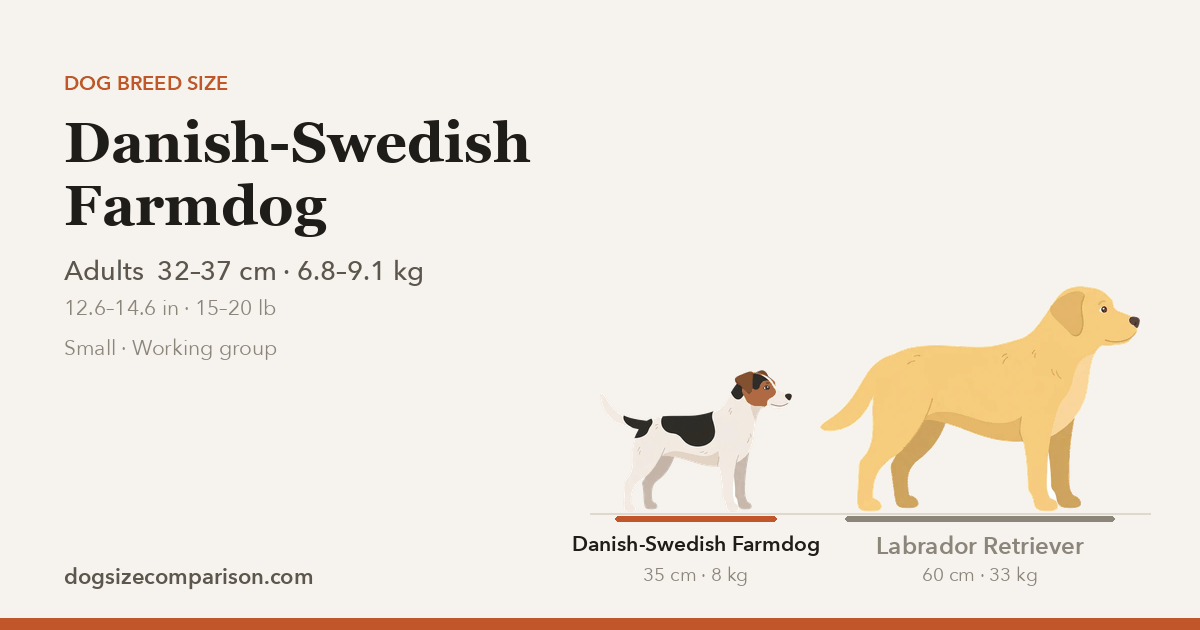 DOG BREED SIZE
Danish-Swedish
Farmdog
Adults 32–37 cm · 6.8–9.1 kg
12.6–14.6 in · 15–20 lb
Small · Working group
Danish-Swedish Farmdog
35 cm · 8 kg
Labrador Retriever
60 cm · 33 kg
dogsizecomparison.com